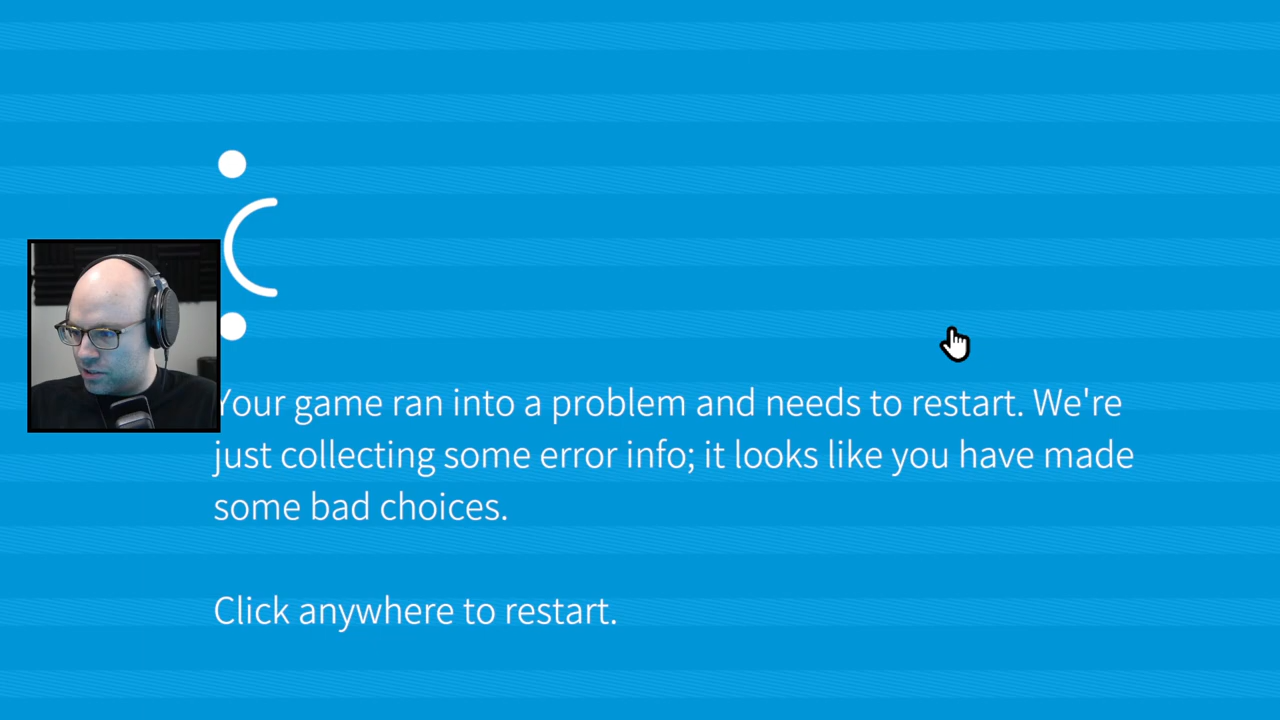 Your game ran into a problem and needs to restart. We're
just collecting some error info; it looks like you have made
some bad choices.
Click anywhere to restart.